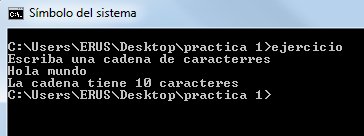 Símbolo del sistema
C:\Users\ERUS\Desktop\practica 1>ejercicio
Escriba una cadena de caracterres
Hola mundo
La cadena tiene 10 caracteres
C:\Users\ERUS\Desktop\practica 1>